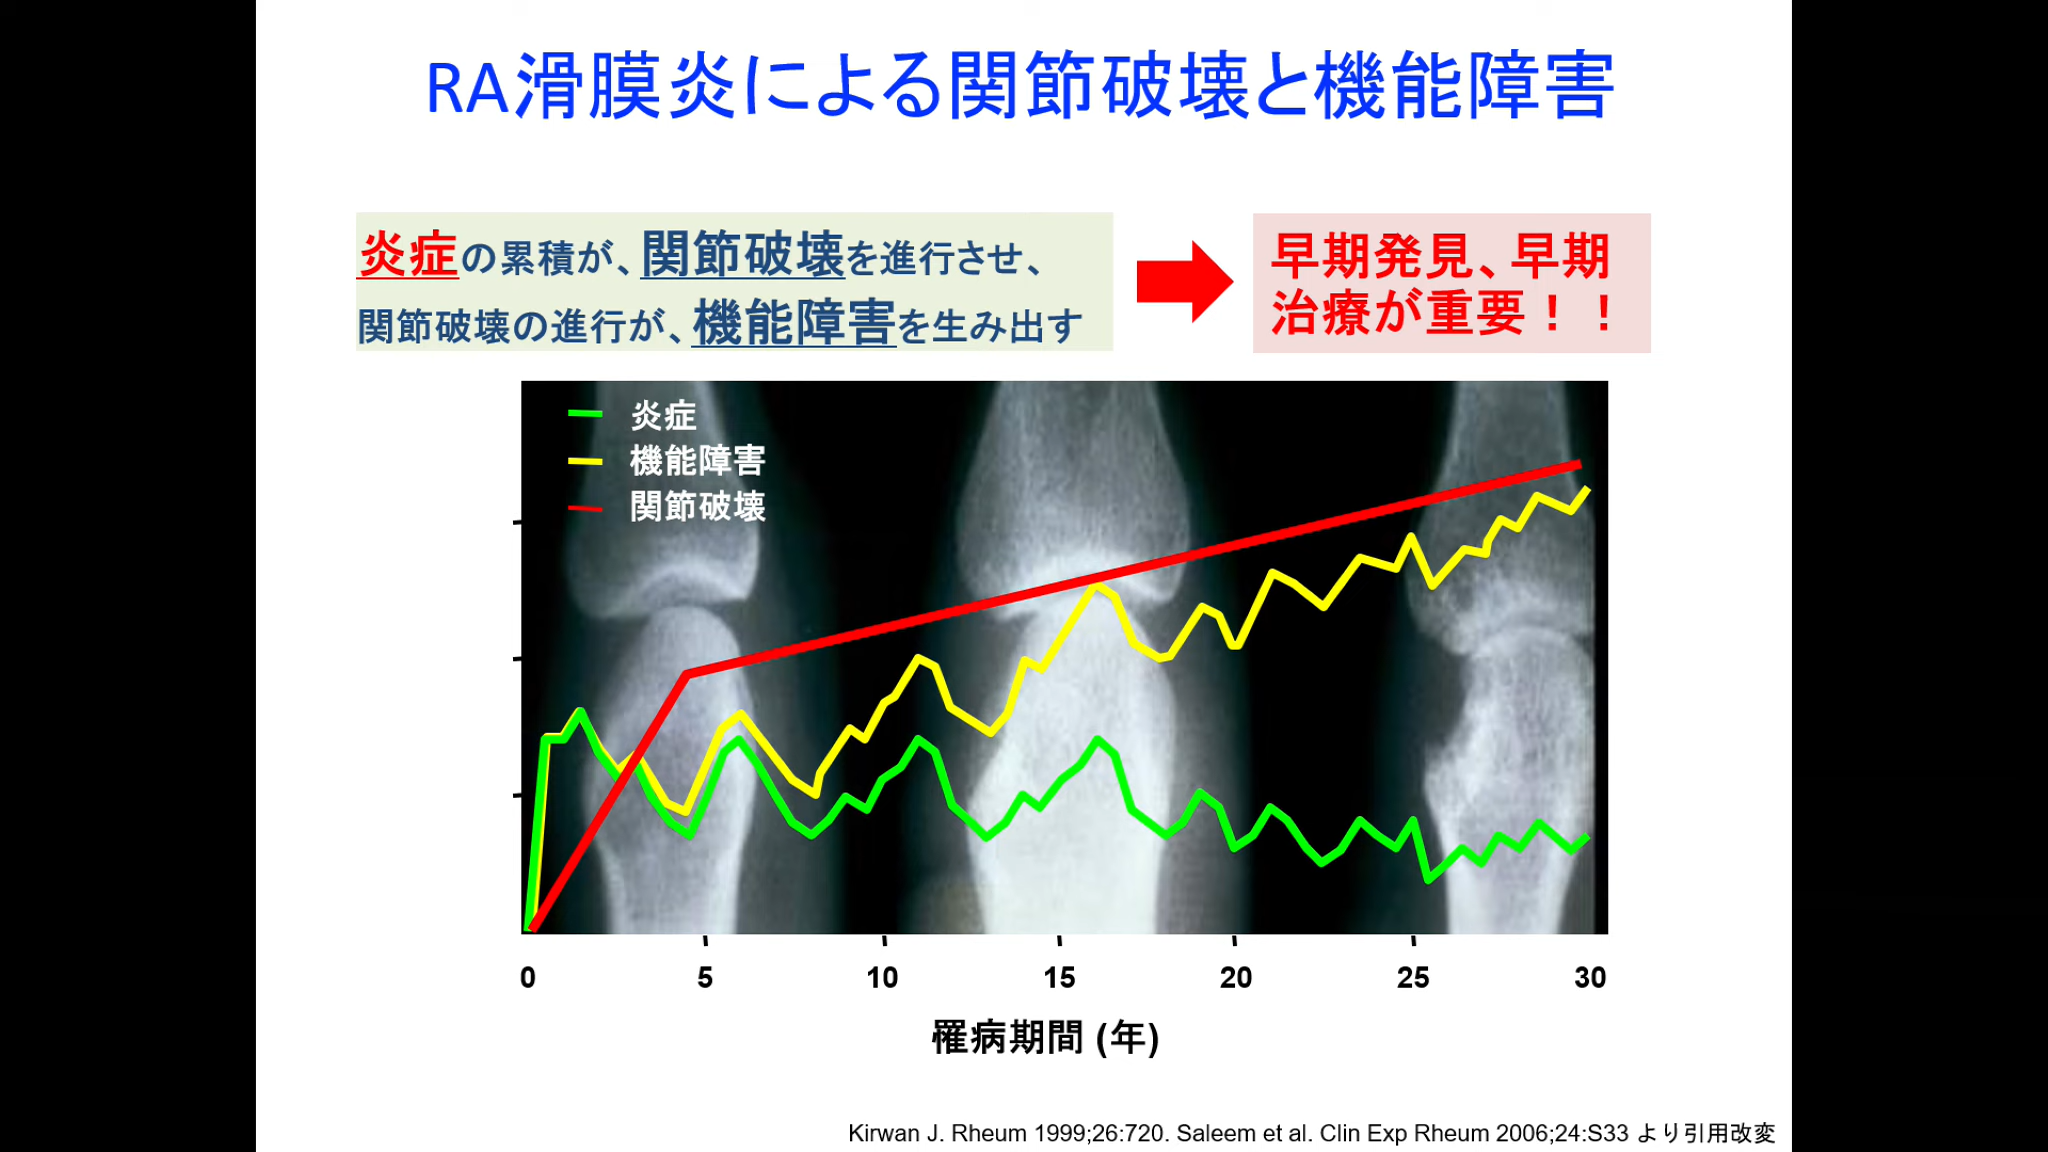 RA滑膜炎による関節破壊と機能障害
炎症の累積が、関節破壊を進行させ、
関節破壊の進行が、機能障害を生み出す
早期発見、早期
治療が重要！！
炎症
機能障害
関節破壊
0 5 10 15 20 25 30
罹病期間 (年)
Kirwan J. Rheum 1999;26:720. Saleem et al. Clin Exp Rheum 2006;24:S33 より引用改変